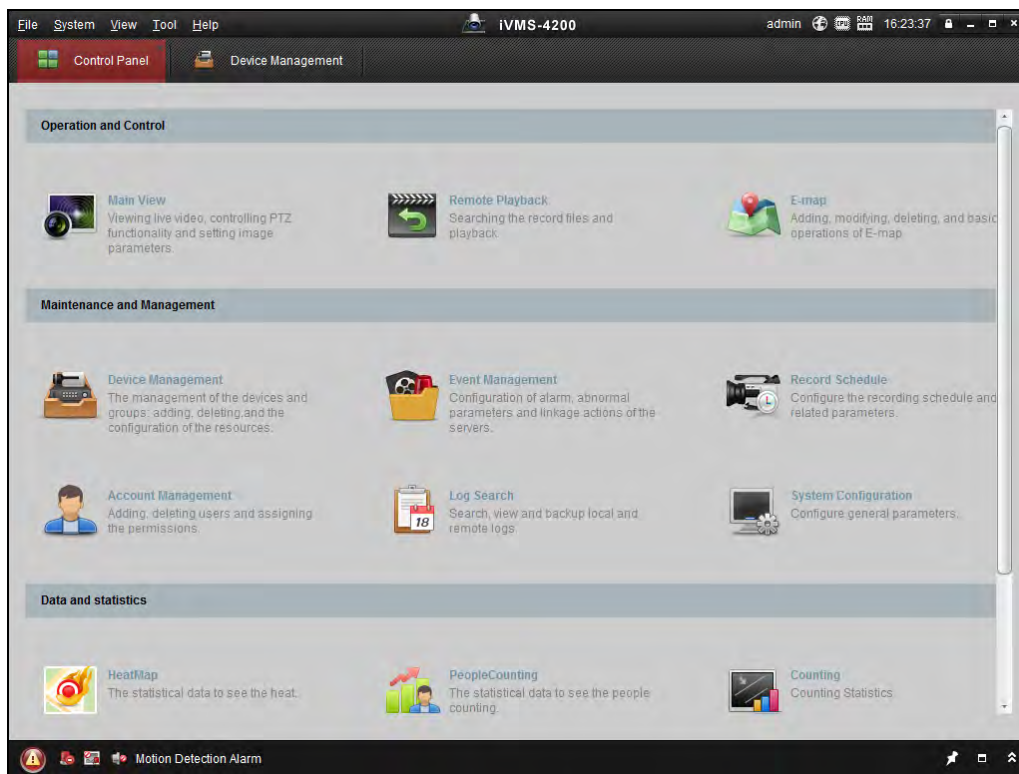 File System View Tool Help
iVMS-4200
admin CPU RAM 16:23:37
Control Panel
Device Management
Operation and Control
Main View
Viewing live video, controlling PTZ
functionality and setting image
parameters.
Remote Playback
Searching the record files and
playback.
E-map
Adding, modifying, deleting, and basic
operations of E-map.
Maintenance and Management
Device Management
The management of the devices and
groups: adding, deleting,and the
configuration of the resources.
Event Management
Configuration of alarm, abnormal
parameters and linkage actions of the
servers.
Record Schedule
Configure the recording schedule and
related parameters.
Account Management
Adding, deleting users and assigning
the permissions.
18
Log Search
Search, view and backup local and
remote logs.
System Configuration
Configure general parameters.
Data and statistics
HeatMap
The statistical data to see the heat.
PeopleCounting
The statistical data to see the people
counting.
Counting
Counting Statistics
Motion Detection Alarm